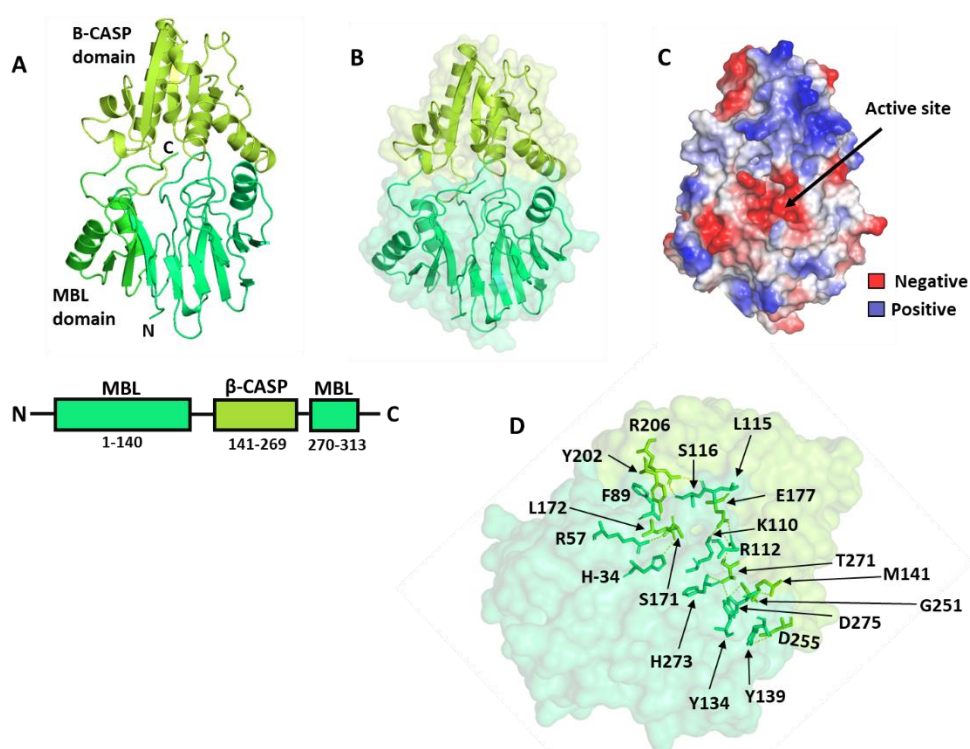 A
B-CASP
domain
C
MBL
domain
N
B
C
Active site
Negative
Positive
N
MBL
β-CASP
MBL
C
1-140
141-269
270-313
D
R206
Y202
S116
L115
F89
E177
L172
K110
R57
R112
T271
H-34
M141
S171
G251
D275
D255
H273
Y134
Y139